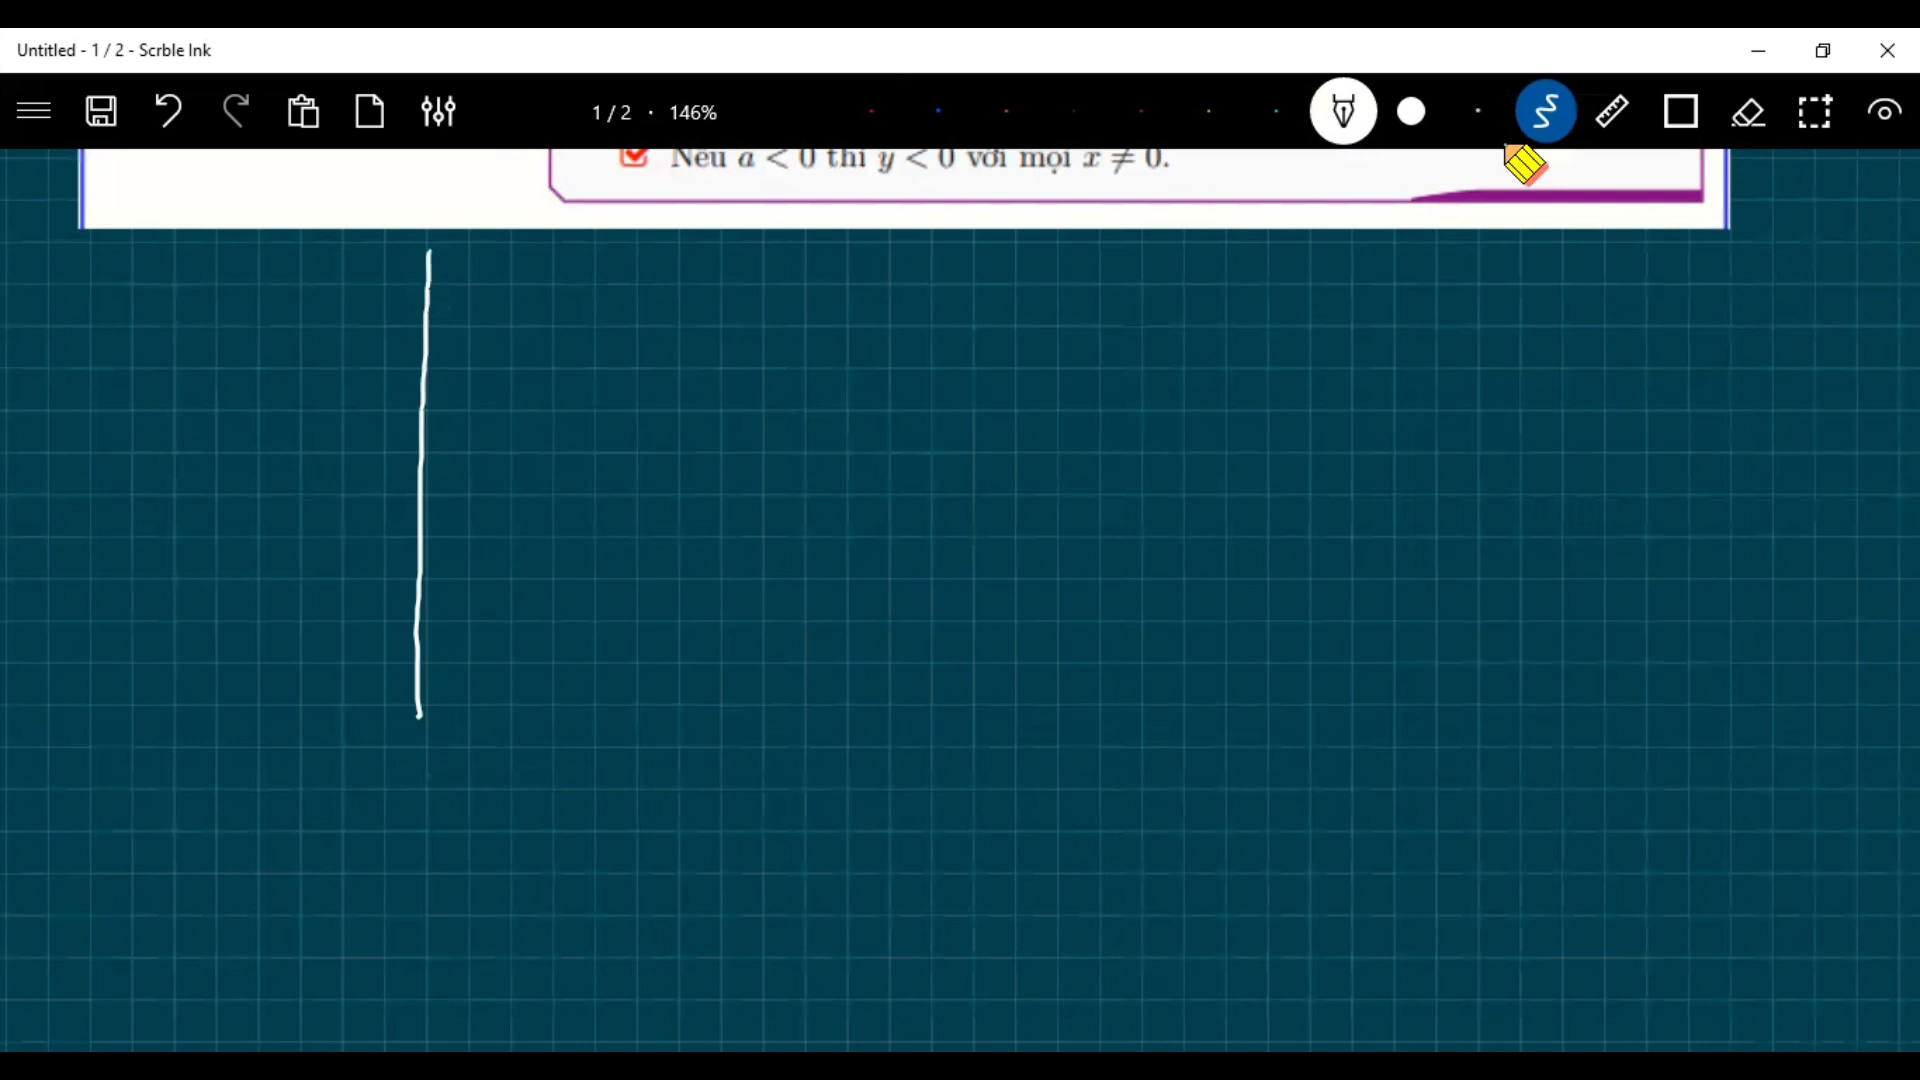 Untitled - 1 / 2 - Scrble Ink
1 / 2 · 146%
Nếu a < 0 thì y < 0 với mọi x ≠ 0.